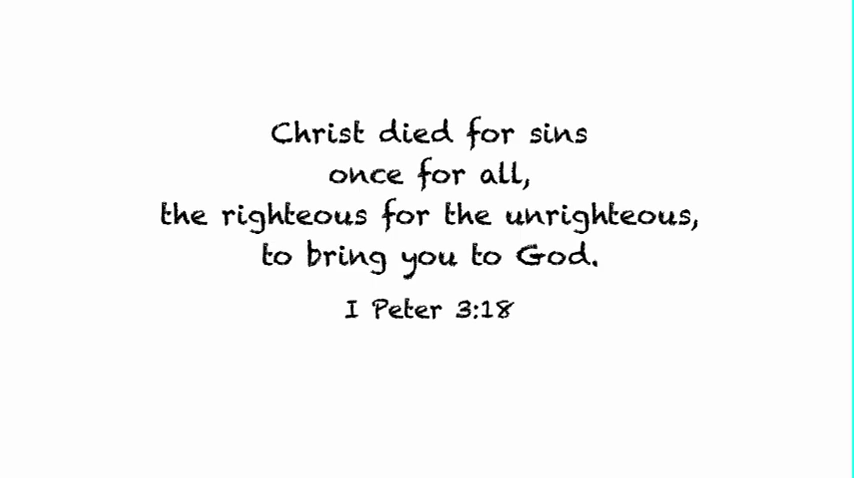 Christ died for sins
once for all,
the righteous for the unrighteous,
to bring you to God.
I Peter 3:18